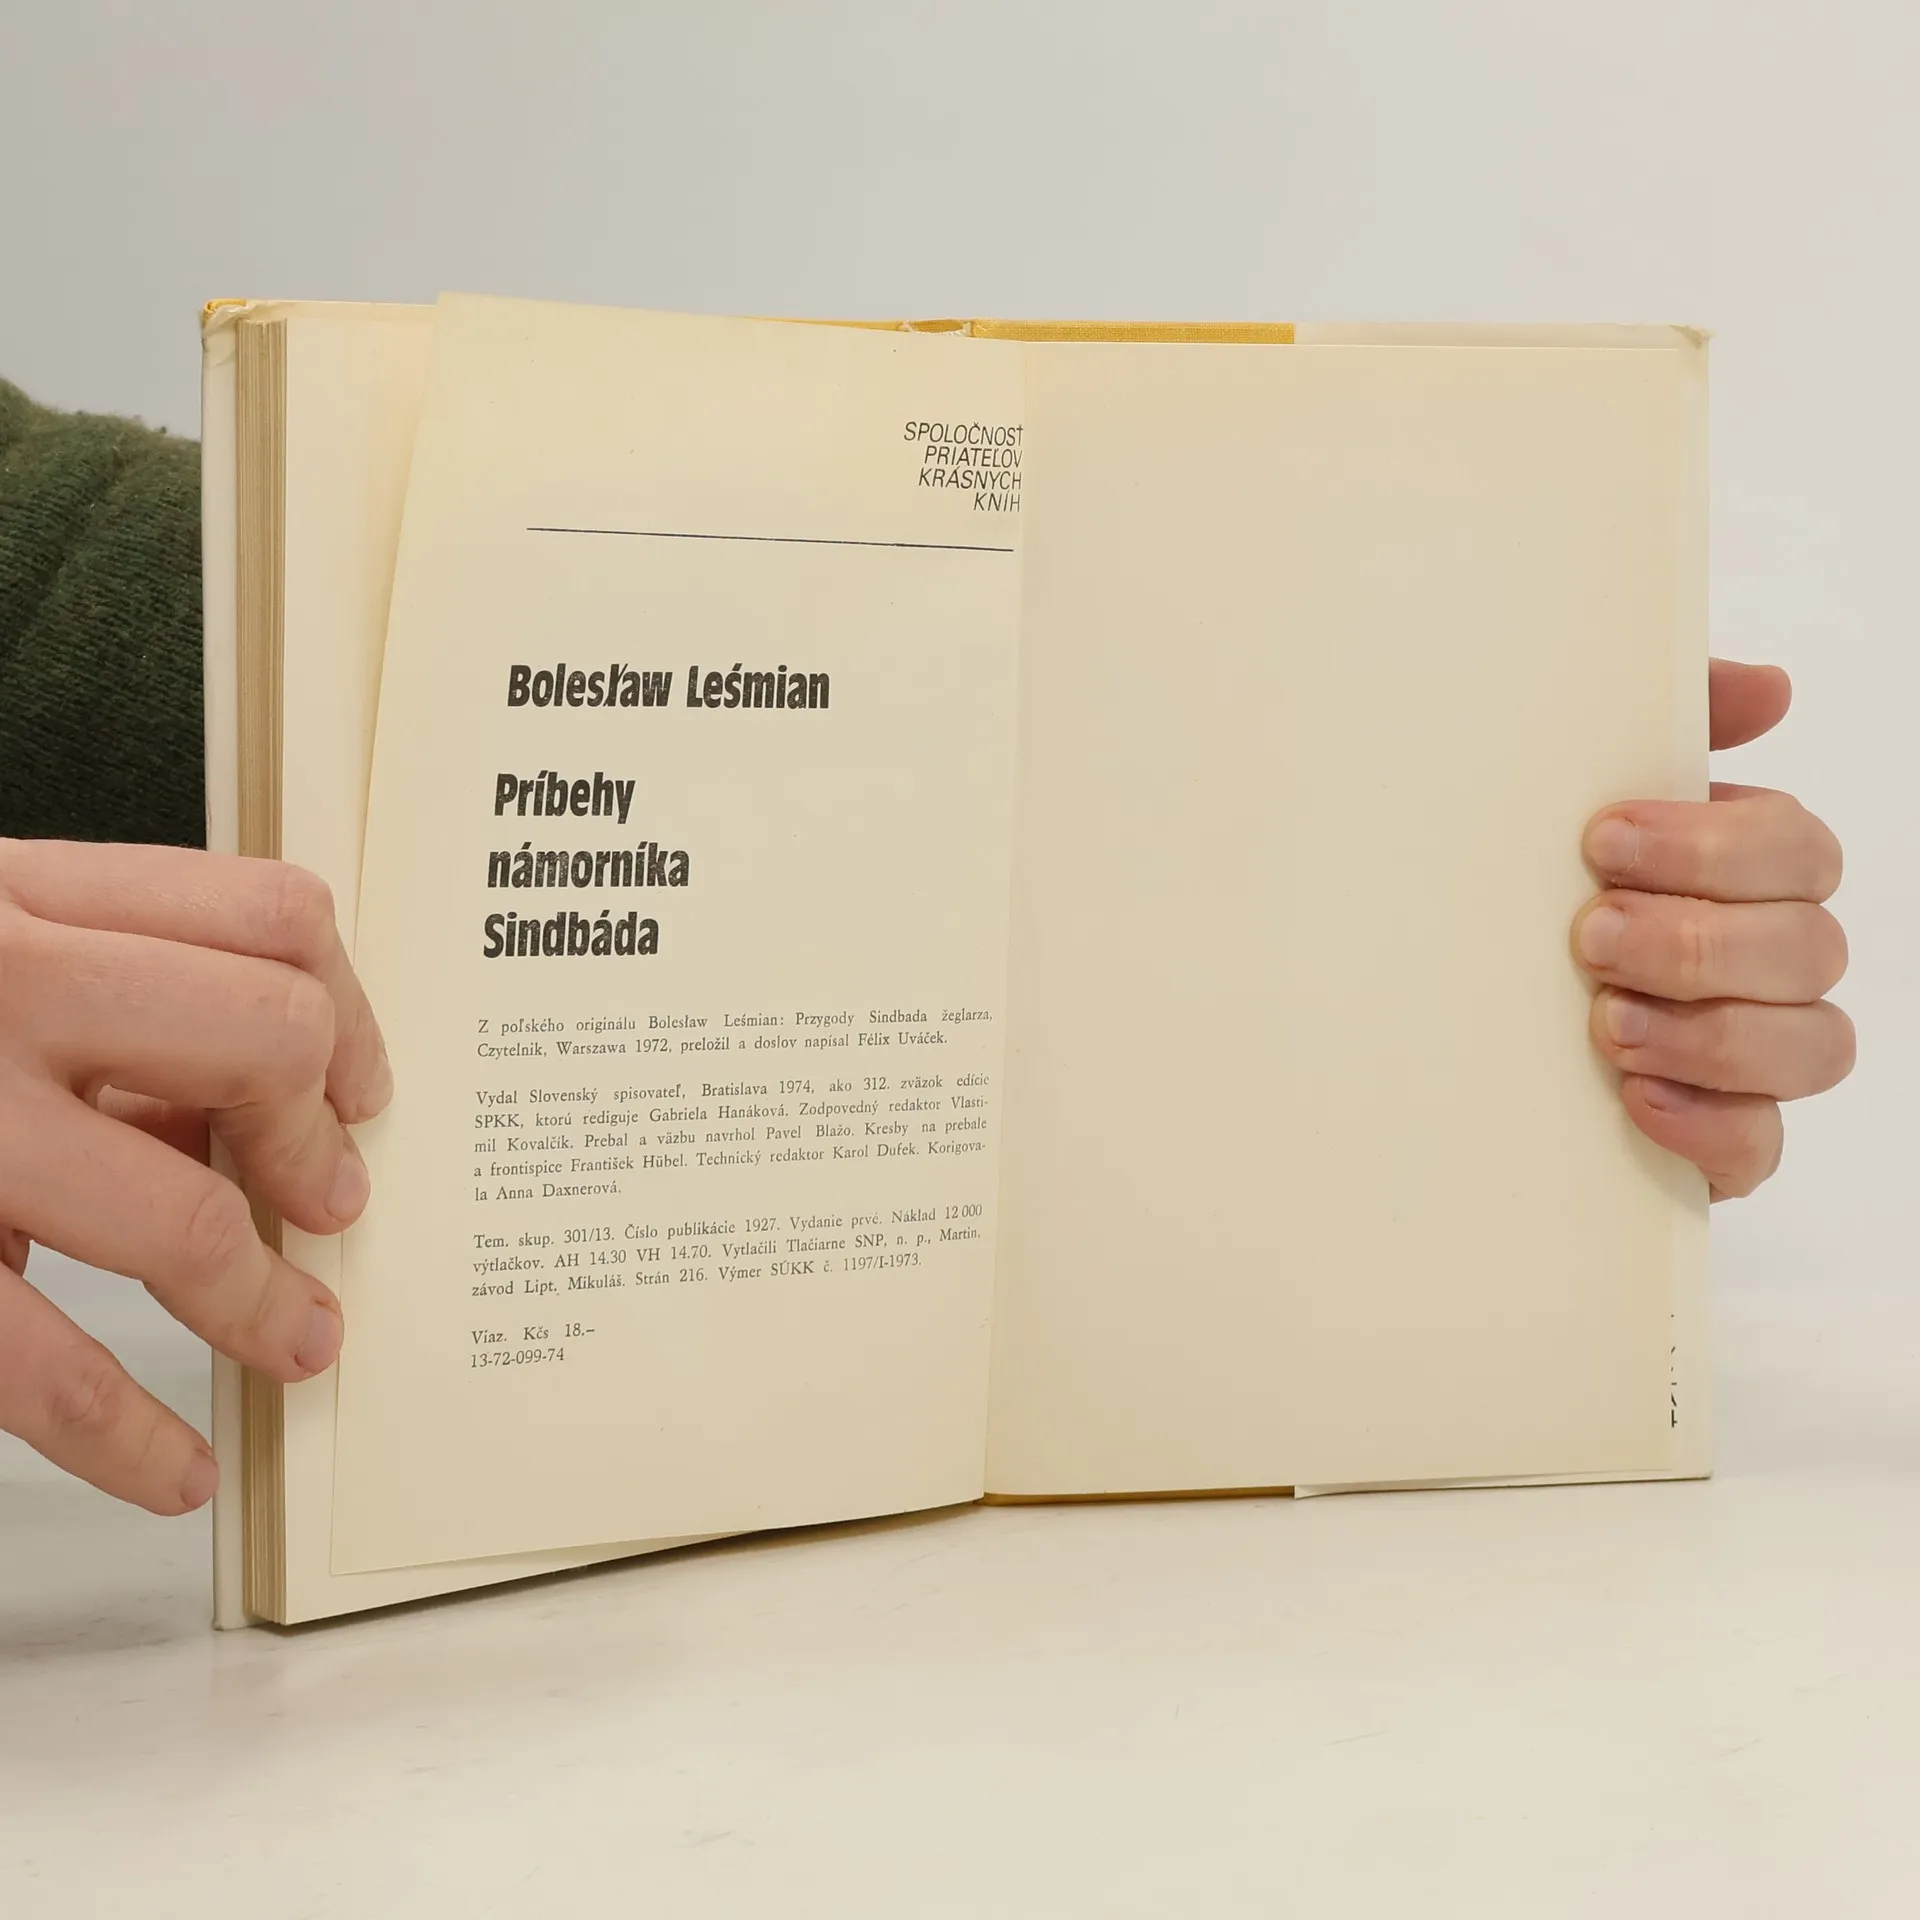 SPOLOČNOSŤ
PRIATEĽOV
KRÁSNYCH
KNÍH
Bolesław Leśmian
Príbehy
námorníka
Sindbáda
Z poľského originálu Bolesław Leśmian: Przygody Sindbada żeglarza,
Czytelnik, Warszawa 1972, preložil a doslov napísal Félix Uváček.
Vydal Slovenský spisovateľ, Bratislava 1974, ako 312. zväzok edície
SPKK, ktorú rediguje Gabriela Hanáková. Zodpovedný redaktor Vlasti-
mil Kovalčík. Prebal a väzbu navrhol Pavel Blažo. Kresby na prebale
a frontispice František Hübel. Technický redaktor Karol Dufek. Korigova-
la Anna Daxnerová.
Tem. skup. 301/13. Číslo publikácie 1927. Vydanie prvé. Náklad 12 000
výtlačkov. AH 14.30 VH 14.70. Vytlačili Tlačiarne SNP, n. p., Martin,
závod Lipt. Mikuláš. Strán 216. Výmer SÚKK č. 1197/I-1973.
Viaz. Kčs 18.–
13-72-099-74